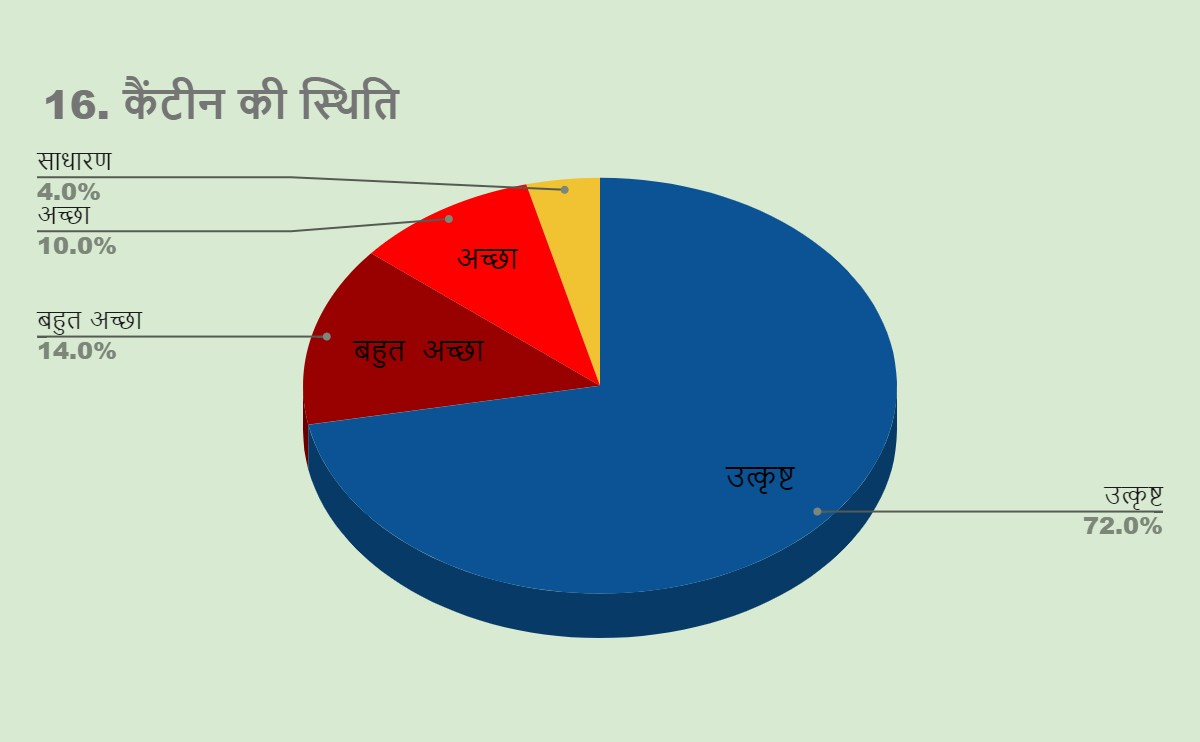 16. कैंटीन की स्थिति
साधारण
4.0%
अच्छा
10.0%
अच्छा
बहुत अच्छा
14.0%
बहुत अच्छा
उत्कृष्ट
उत्कृष्ट
72.0%